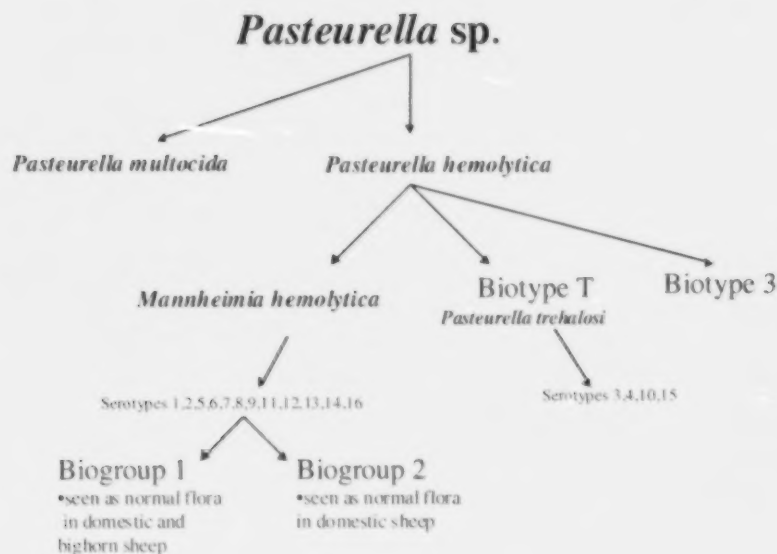 Pasteurella sp.
Pasteurella multocida
Pasteurella hemolytica
Mannheimia hemolytica
Biotype T
Pasteurella trehalosi
Biotype 3
Serotypes 1,2,5,6,7,8,9,11,12,13,14,16
Serotypes 3,4,10,15
Biogroup 1
•seen as normal flora
in domestic and
bighorn sheep
Biogroup 2
•seen as normal flora
in domestic sheep